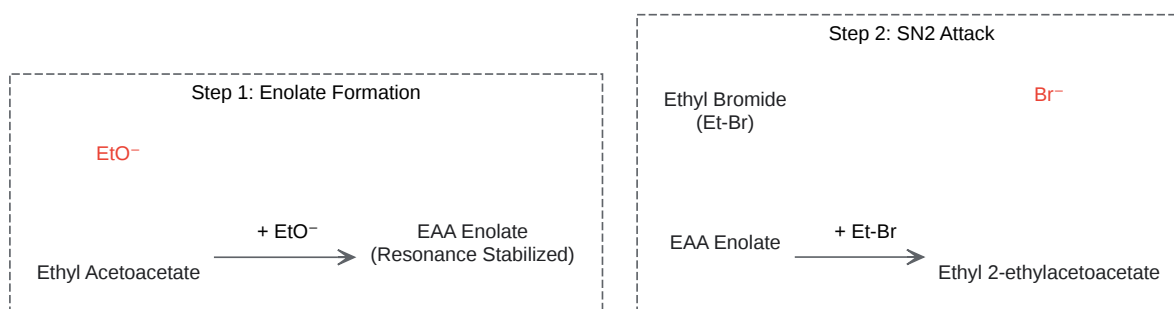 Step 1: Enolate Formation
EtO⁻
+ EtO⁻
Ethyl Acetoacetate
EAA Enolate
(Resonance Stabilized)
Step 2: SN2 Attack
Ethyl Bromide
(Et-Br)
Br⁻
EAA Enolate
+ Et-Br
Ethyl 2-ethylacetoacetate